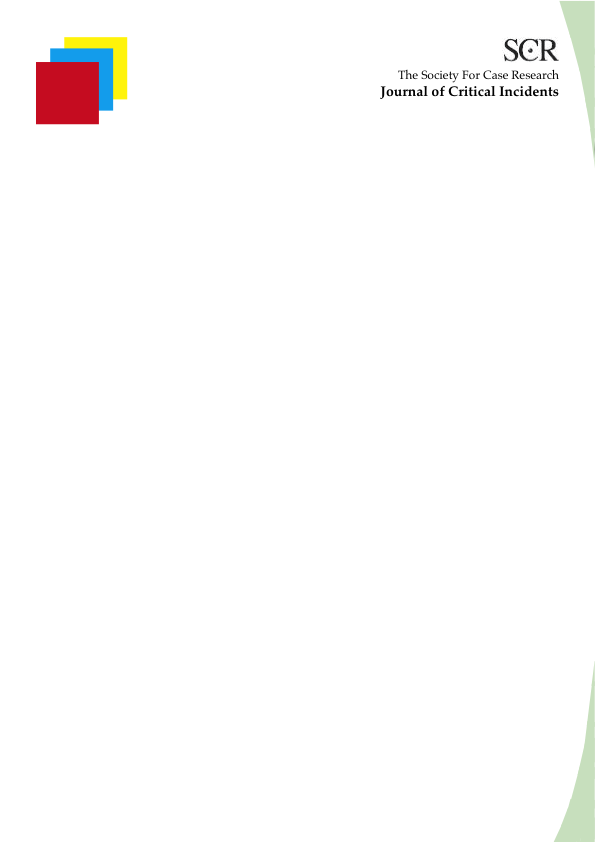 SCR
The Society For Case Research
Journal of Critical Incidents